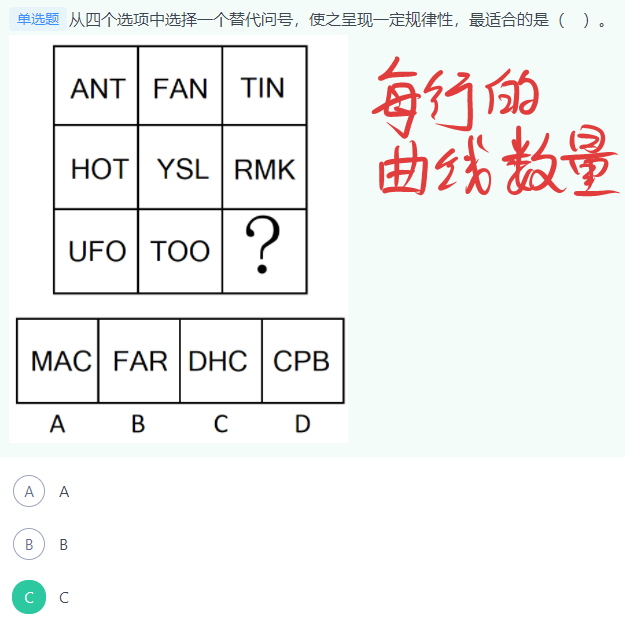 单选题 从四个选项中选择一个替代问号，使之呈现一定规律性，最适合的是（ ）。
ANT FAN TIN
HOT YSL RMK
UFO TOO ?
MAC FAR DHC CPB
A B C D
每行的
曲线数量
A A
B B
C C